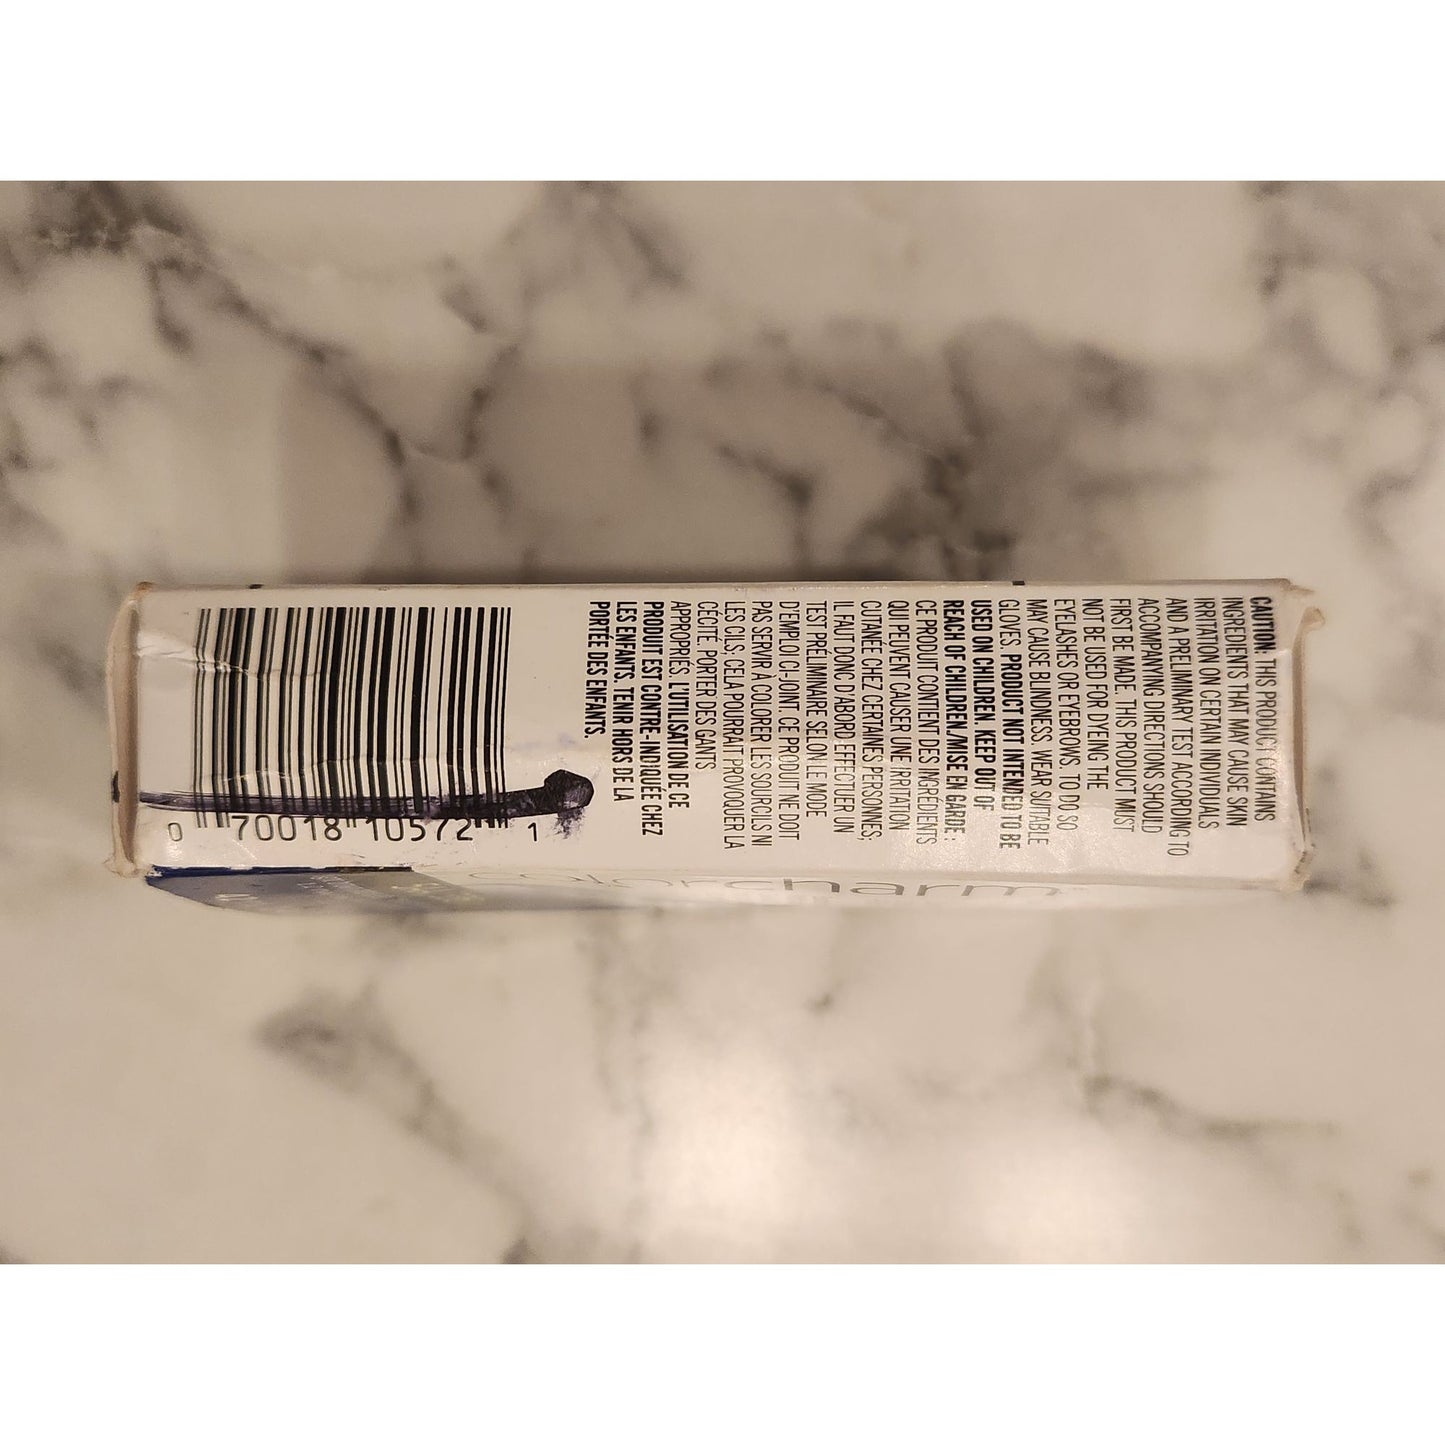 CAUTION: THIS PRODUCT CONTAINS
INGREDIENTS THAT MAY CAUSE SKIN
IRRITATION ON CERTAIN INDIVIDUALS
AND A PRELIMINARY TEST ACCORDING TO
ACCOMPANYING DIRECTIONS SHOULD
FIRST BE MADE. THIS PRODUCT MUST
NOT BE USED FOR DYEING THE
EYELASHES OR EYEBROWS. TO DO SO
MAY CAUSE BLINDNESS. WEAR SUITABLE
GLOVES. PRODUCT NOT INTENDED TO BE
USED ON CHILDREN. KEEP OUT OF
REACH OF CHILDREN./MISE EN GARDE :
CE PRODUIT CONTIENT DES INGRÉDIENTS
QUI PEUVENT CAUSER UNE IRRITATION
CUTANÉE CHEZ CERTAINES PERSONNES;
IL FAUT DONC D'ABORD EFFECTUER UN
TEST PRÉLIMINAIRE SELON LE MODE
D'EMPLOI CI-JOINT. CE PRODUIT NE DOIT
PAS SERVIR À COLORER LES SOURCILS NI
LES CILS; CELA POURRAIT PROVOQUER LA
CÉCITÉ. PORTER DES GANTS
APPROPRIÉS. L'UTILISATION DE CE
PRODUIT EST CONTRE-INDIQUÉE CHEZ
LES ENFANTS. TENIR HORS DE LA
PORTÉE DES ENFANTS.
0 70018 10572 1
colorcharm